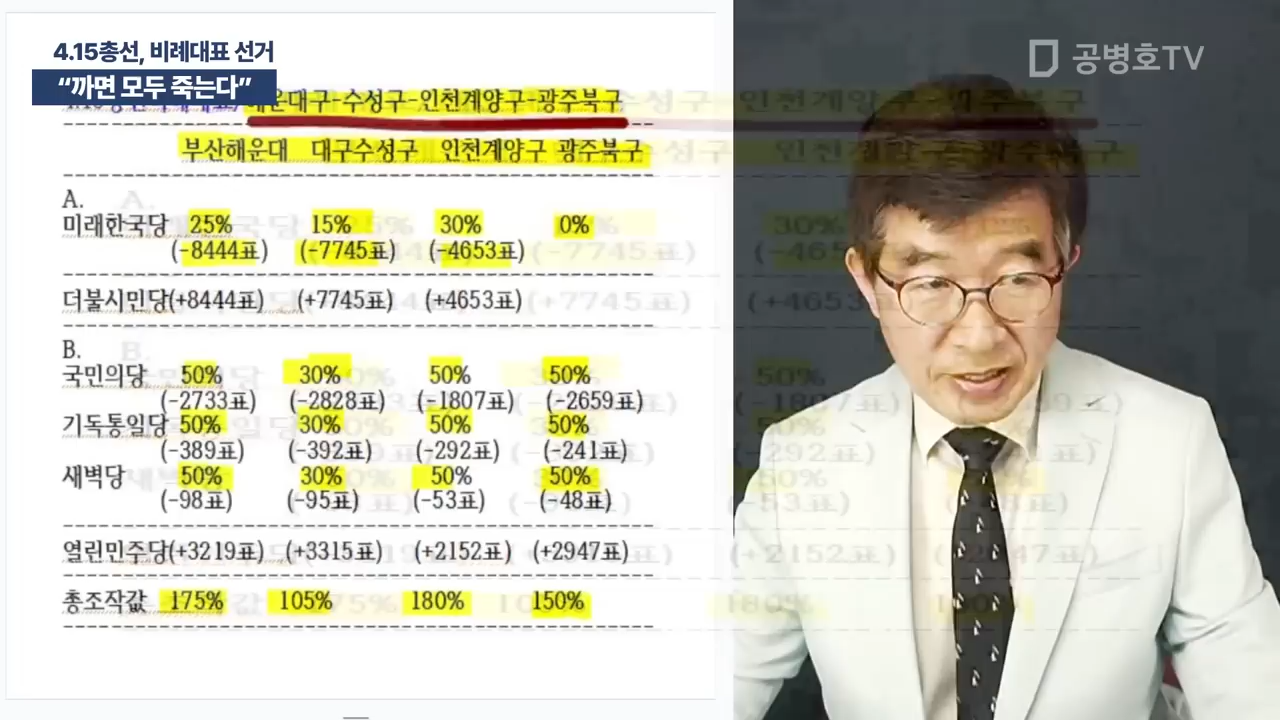 4.15총선, 비례대표 선거
“까면 모두 죽는다”
공병호TV
해운대구-수성구-인천계양구-광주북구
부산해운대 대구수성구 인천계양구 광주북구
A.
미래한국당 25% 15% 30% 0%
(-8444표) (-7745표) (-4653표)
더불시민당(+8444표) (+7745표) (+4653표)
B.
국민의당 50% 30% 50% 50%
(-2733표) (-2828표) (-1807표) (-2659표)
기독통일당 50% 30% 50% 50%
(-389표) (-392표) (-292표) (-241표)
새벽당 50% 30% 50% 50%
(-98표) (-95표) (-53표) (-48표)
열린민주당(+3219표) (+3315표) (+2152표) (+2947표)
총조작값 175% 105% 180% 150%